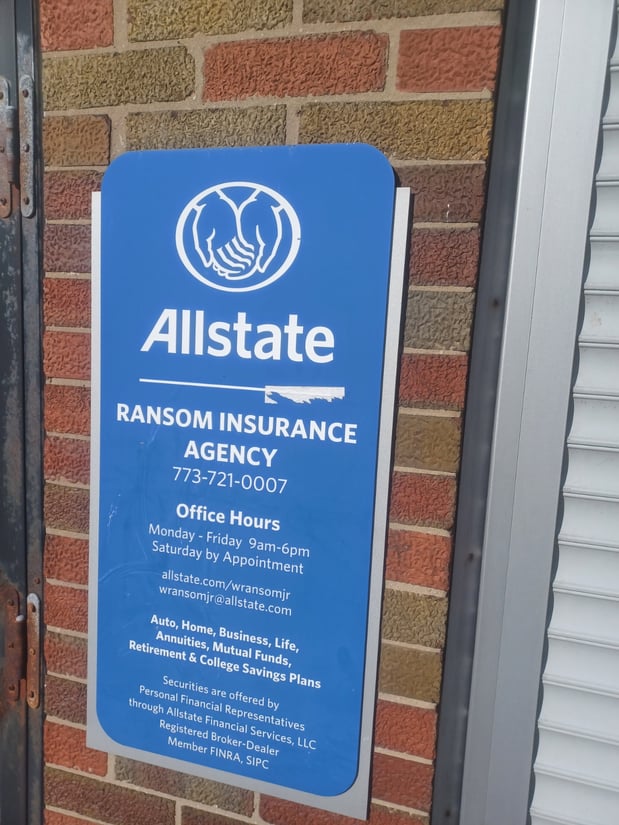 Allstate
RANSOM INSURANCE
AGENCY
773-721-0007
Office Hours
Monday - Friday 9am-6pm
Saturday by Appointment
allstate.com/wransomjr
wransomjr@allstate.com
Auto, Home, Business, Life,
Annuities, Mutual Funds,
Retirement & College Savings Plans
Securities are offered by
Personal Financial Representatives
through Allstate Financial Services, LLC
Registered Broker-Dealer
Member FINRA, SIPC